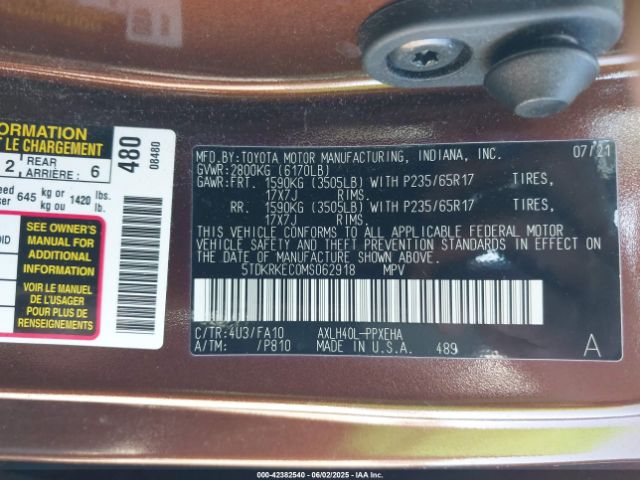 FORMATION
LE CHARGEMENT
2 REAR 6
ARRIÈRE :
645 kg or 1420 lbs.
kg ou lb.
SEE OWNER'S
MANUAL FOR
ADDITIONAL
INFORMATION
VOIR LE MANUEL
DE L'USAGER
POUR PLUS DE
RENSEIGNEMENTS
480
08480
MFD.BY:TOYOTA MOTOR MANUFACTURING, INDIANA, INC. 07/21
GVWR:2800KG (6170LB)
GAWR:FRT. 1590KG (3505LB) WITH P235/65R17 TIRES,
17X7J RIMS.
RR. 1590KG (3505LB) WITH P235/65R17 TIRES,
17X7J RIMS.
THIS VEHICLE CONFORMS TO ALL APPLICABLE FEDERAL MOTOR
VEHICLE SAFETY AND THEFT PREVENTION STANDARDS IN EFFECT
ON THE DATE OF MANUFACTURE SHOWN ABOVE.
5TDKRKEC0MS062918 MPV
C/TR:4U3/FA10 AXLH40L-PPXEHA
A/TM: /P810 MADE IN U.S.A. 489 A
000-42382540 - 06/02/2025 - IAA, Inc.